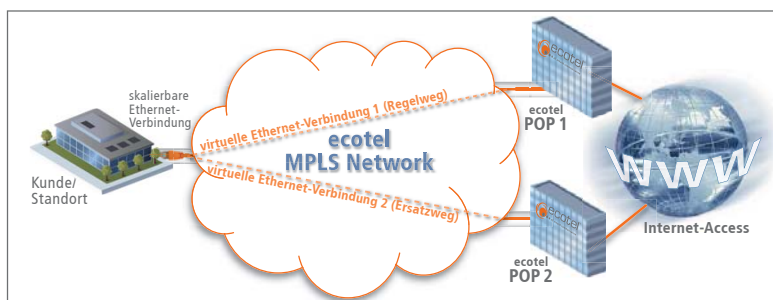 skalierbare
Ethernet-
Verbindung
Kunde/
Standort
virtuelle Ethernet-Verbindung 1 (Regelweg)
ecotel
MPLS Network
virtuelle Ethernet-Verbindung 2 (Ersatzweg)
ecotel
ecotel
POP 1
ecotel
ecotel
POP 2
WWW
Internet-Access